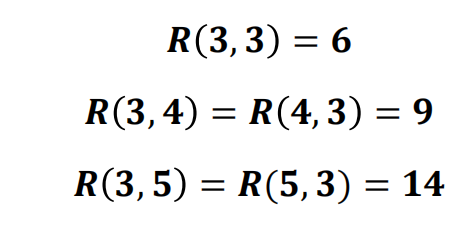 R(3,3) = 6
R(3,4) = R(4,3) = 9
R(3,5) = R(5,3) = 14